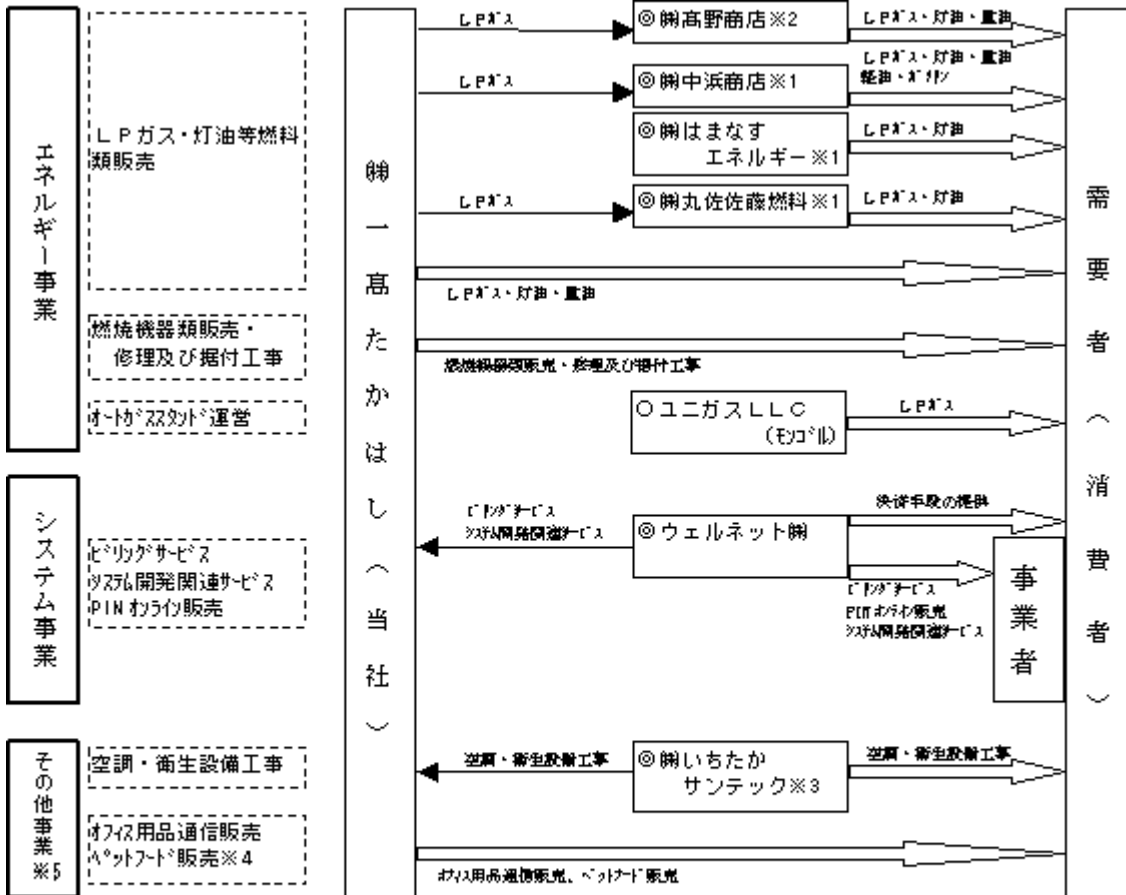 エネルギー事業
ＬＰガス・灯油等燃料
類販売
燃焼機器類販売・
修理及び据付工事
ｵｰﾄｶﾞｽｽﾀﾝﾄﾞ運営
㈱一髙たかはし（当社）
ＬＰｶﾞｽ
◎㈱髙野商店※2
ＬＰｶﾞｽ・灯油・重油
ＬＰｶﾞｽ
◎㈱中浜商店※1
ＬＰｶﾞｽ・灯油・重油
軽油・ｶﾞｿﾘﾝ
◎㈱はまなす
エネルギー※1
ＬＰｶﾞｽ・灯油
ＬＰｶﾞｽ
◎㈱丸佐佐藤燃料※1
ＬＰｶﾞｽ・灯油
ＬＰｶﾞｽ・灯油・重油
燃焼機器類販売・修理及び据付工事
○ユニガスＬＬＣ
(ﾓﾝｺﾞﾙ)
ＬＰｶﾞｽ
需要者（消費者）
システム事業
ﾋﾞﾘﾝｸﾞｻｰﾋﾞｽ
ｼｽﾃﾑ開発関連ｻｰﾋﾞｽ
PINｵﾝﾗｲﾝ販売
ﾋﾞﾘﾝｸﾞｻｰﾋﾞｽ
ｼｽﾃﾑ開発関連ｻｰﾋﾞｽ
◎ウェルネット㈱
決済手段の提供
ﾋﾞﾘﾝｸﾞｻｰﾋﾞｽ
PINｵﾝﾗｲﾝ販売
ｼｽﾃﾑ開発関連ｻｰﾋﾞｽ
事業者
その他事業※5
空調・衛生設備工事
ｵﾌｨｽ用品通信販売
ﾍﾟｯﾄﾌｰﾄﾞ販売※4
空調・衛生設備工事
◎㈱いちたか
サンテック※3
空調・衛生設備工事
ｵﾌｨｽ用品通信販売、ﾍﾟｯﾄﾌｰﾄﾞ販売